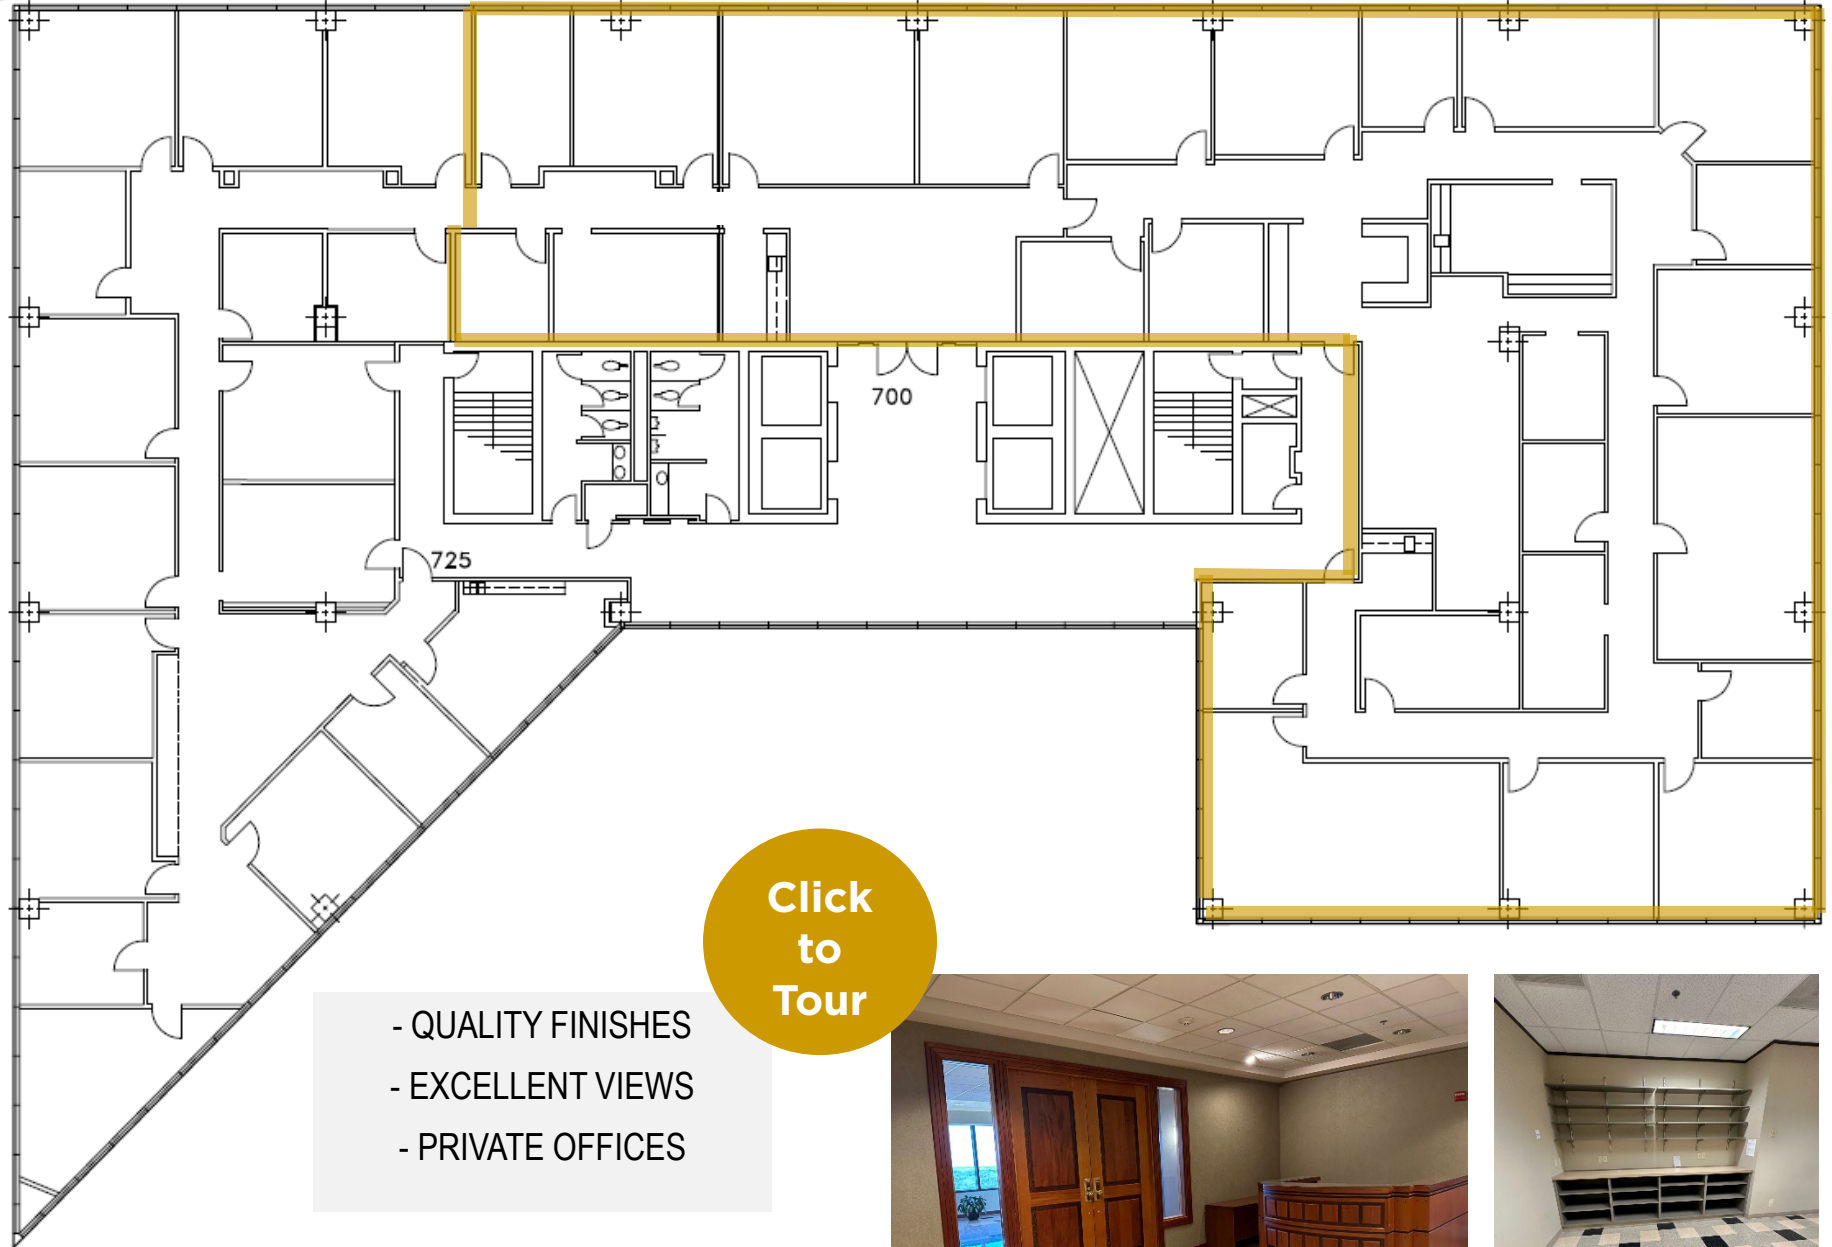 700
725
Click
to
Tour
- QUALITY FINISHES
- EXCELLENT VIEWS
- PRIVATE OFFICES